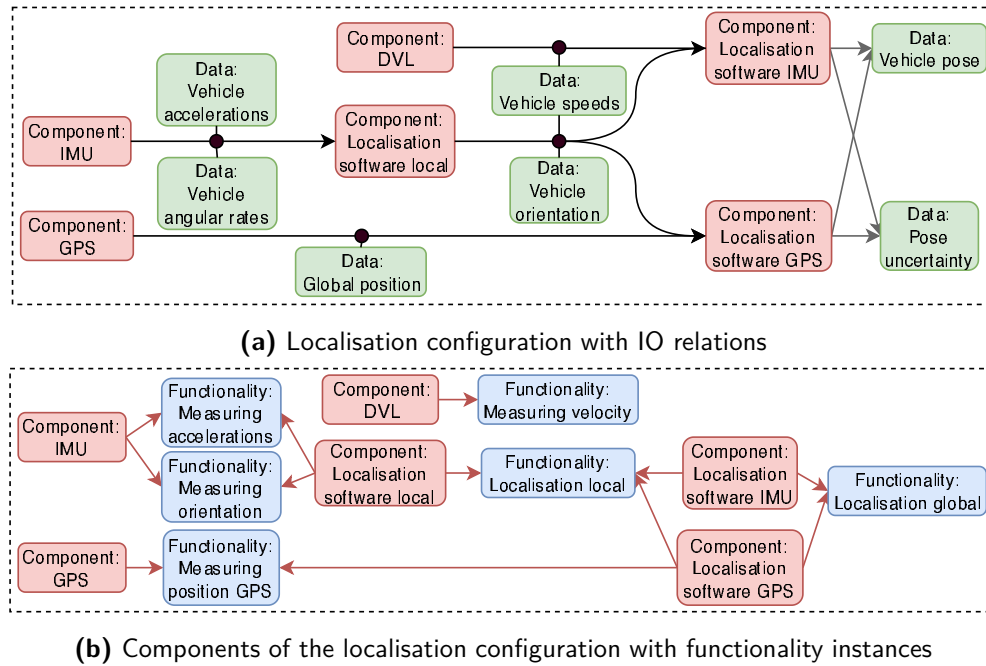 Component:
DVL
Data:
Vehicle
accelerations
Data:
Vehicle speeds
Component:
Localisation
software IMU
Data:
Vehicle pose
Component:
IMU
Component:
Localisation
software local
Data:
Vehicle
angular rates
Data:
Vehicle
orientation
Component:
GPS
Data:
Global position
Component:
Localisation
software GPS
Data:
Pose
uncertainty
(a) Localisation configuration with IO relations
Component:
IMU
Functionality:
Measuring
accelerations
Component:
DVL
Functionality:
Measuring velocity
Functionality:
Measuring
orientation
Component:
Localisation
software local
Functionality:
Localisation local
Component:
Localisation
software IMU
Functionality:
Localisation global
Component:
GPS
Functionality:
Measuring
position GPS
Component:
Localisation
software GPS
(b) Components of the localisation configuration with functionality instances